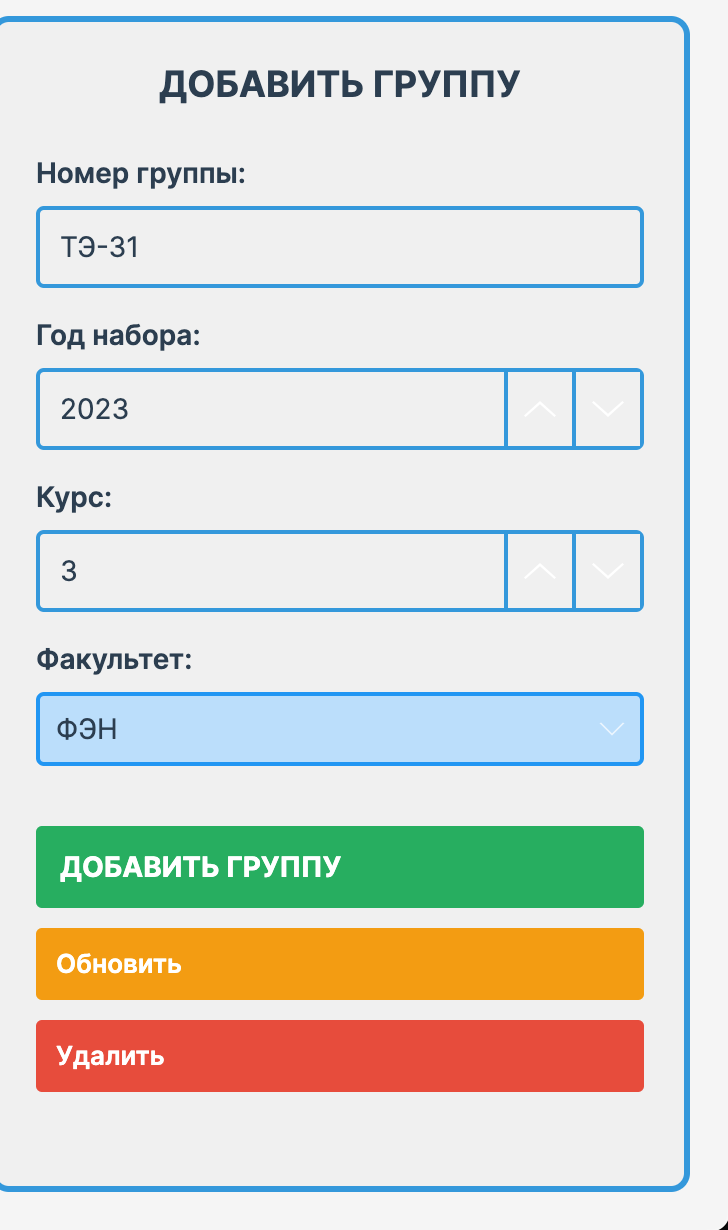 ДОБАВИТЬ ГРУППУ
Номер группы:
ТЭ-31
Год набора:
2023
Курс:
3
Факультет:
ФЭН
ДОБАВИТЬ ГРУППУ
Обновить
Удалить